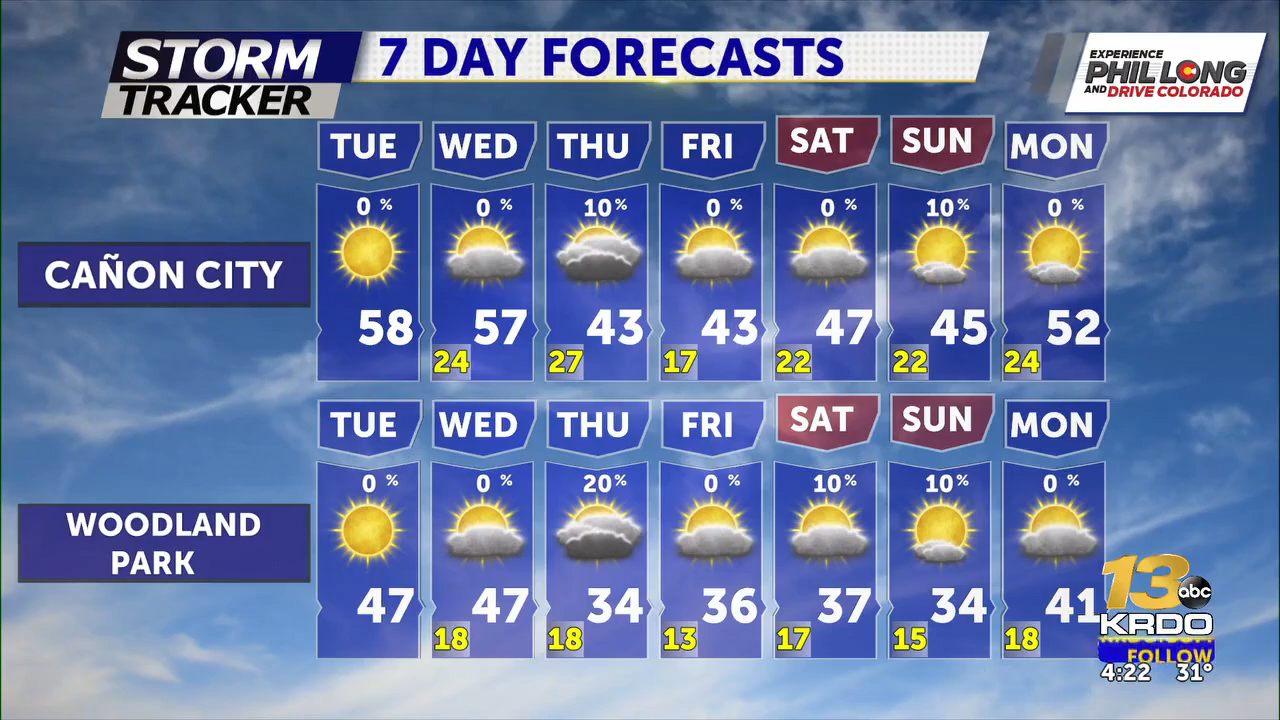 STORM
TRACKER
7 DAY FORECASTS
EXPERIENCE
PHIL LONG
AND DRIVE COLORADO
TUE WED THU FRI SAT SUN MON
0 % 0 % 10% 0 % 0 % 10% 0 %
CAÑON CITY
58 57 43 43 47 45 52
24 27 17 22 22 24
TUE WED THU FRI SAT SUN MON
0 % 0 % 20% 0 % 10% 10% 0 %
WOODLAND
PARK
47 47 34 36 37 34 41
18 18 13 17 15 18
13 abc
KRDO
FOLLOW
4:22 31°